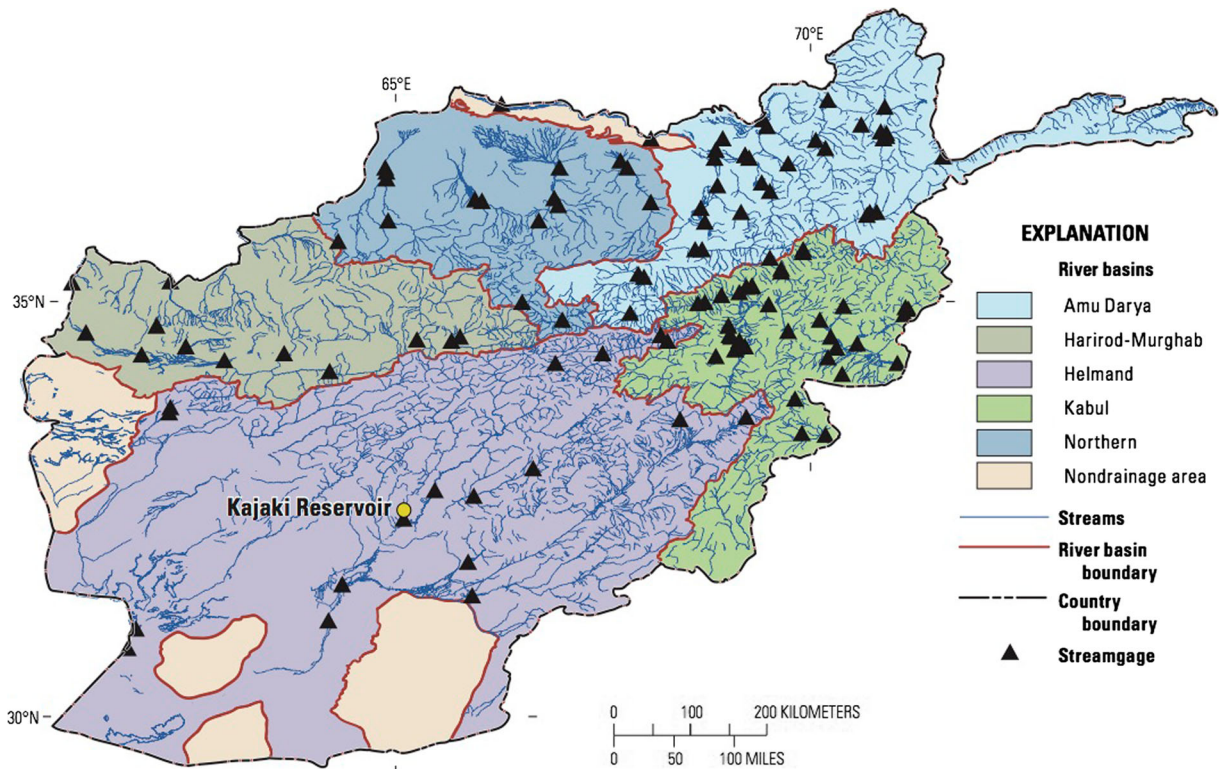 70°E
65°E
35°N
EXPLANATION
River basins
Amu Darya
Harirod-Murghab
Helmand
Kabul
Northern
Nondrainage area
Streams
River basin
boundary
Country
boundary
Streamgage
Kajaki Reservoir
30°N
0 100 200 KILOMETERS
0 50 100 MILES